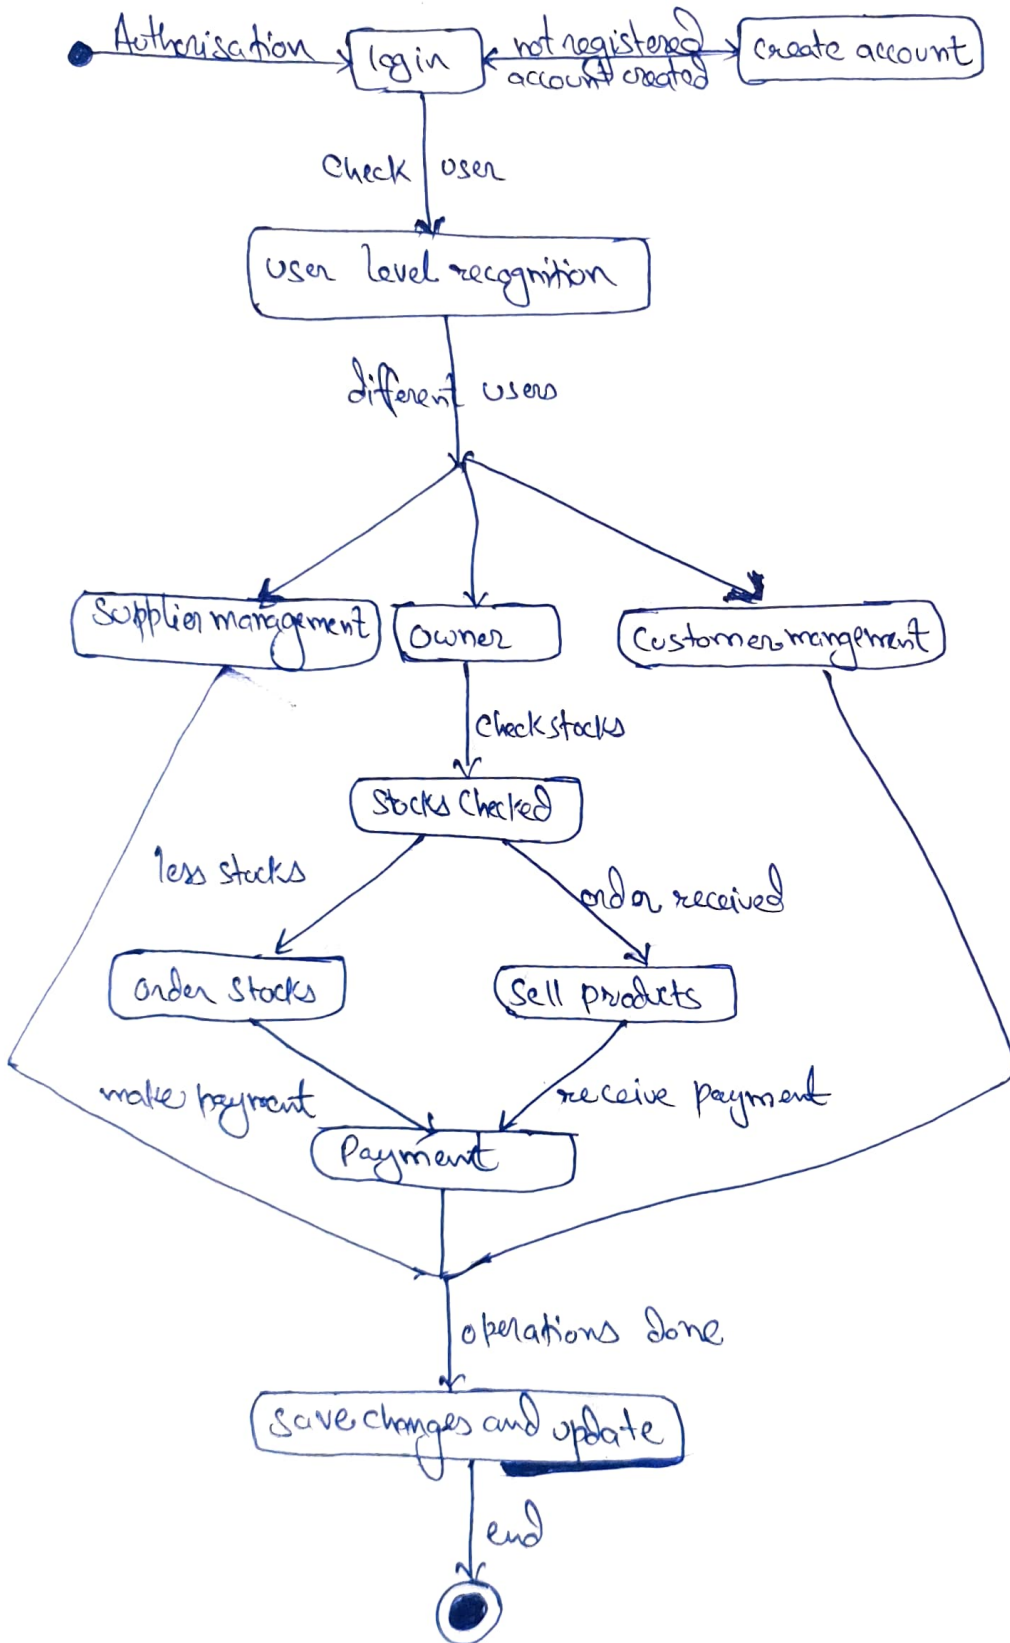 Authorisation
login
not registered
account created
create account
Check user
user level recognition
different users
Supplier management
Owner
Customer mangement
Check stocks
Stocks Checked
less stocks
order received
Order Stocks
Sell products
make payment
receive payment
Payment
operations done
save changes and update
end